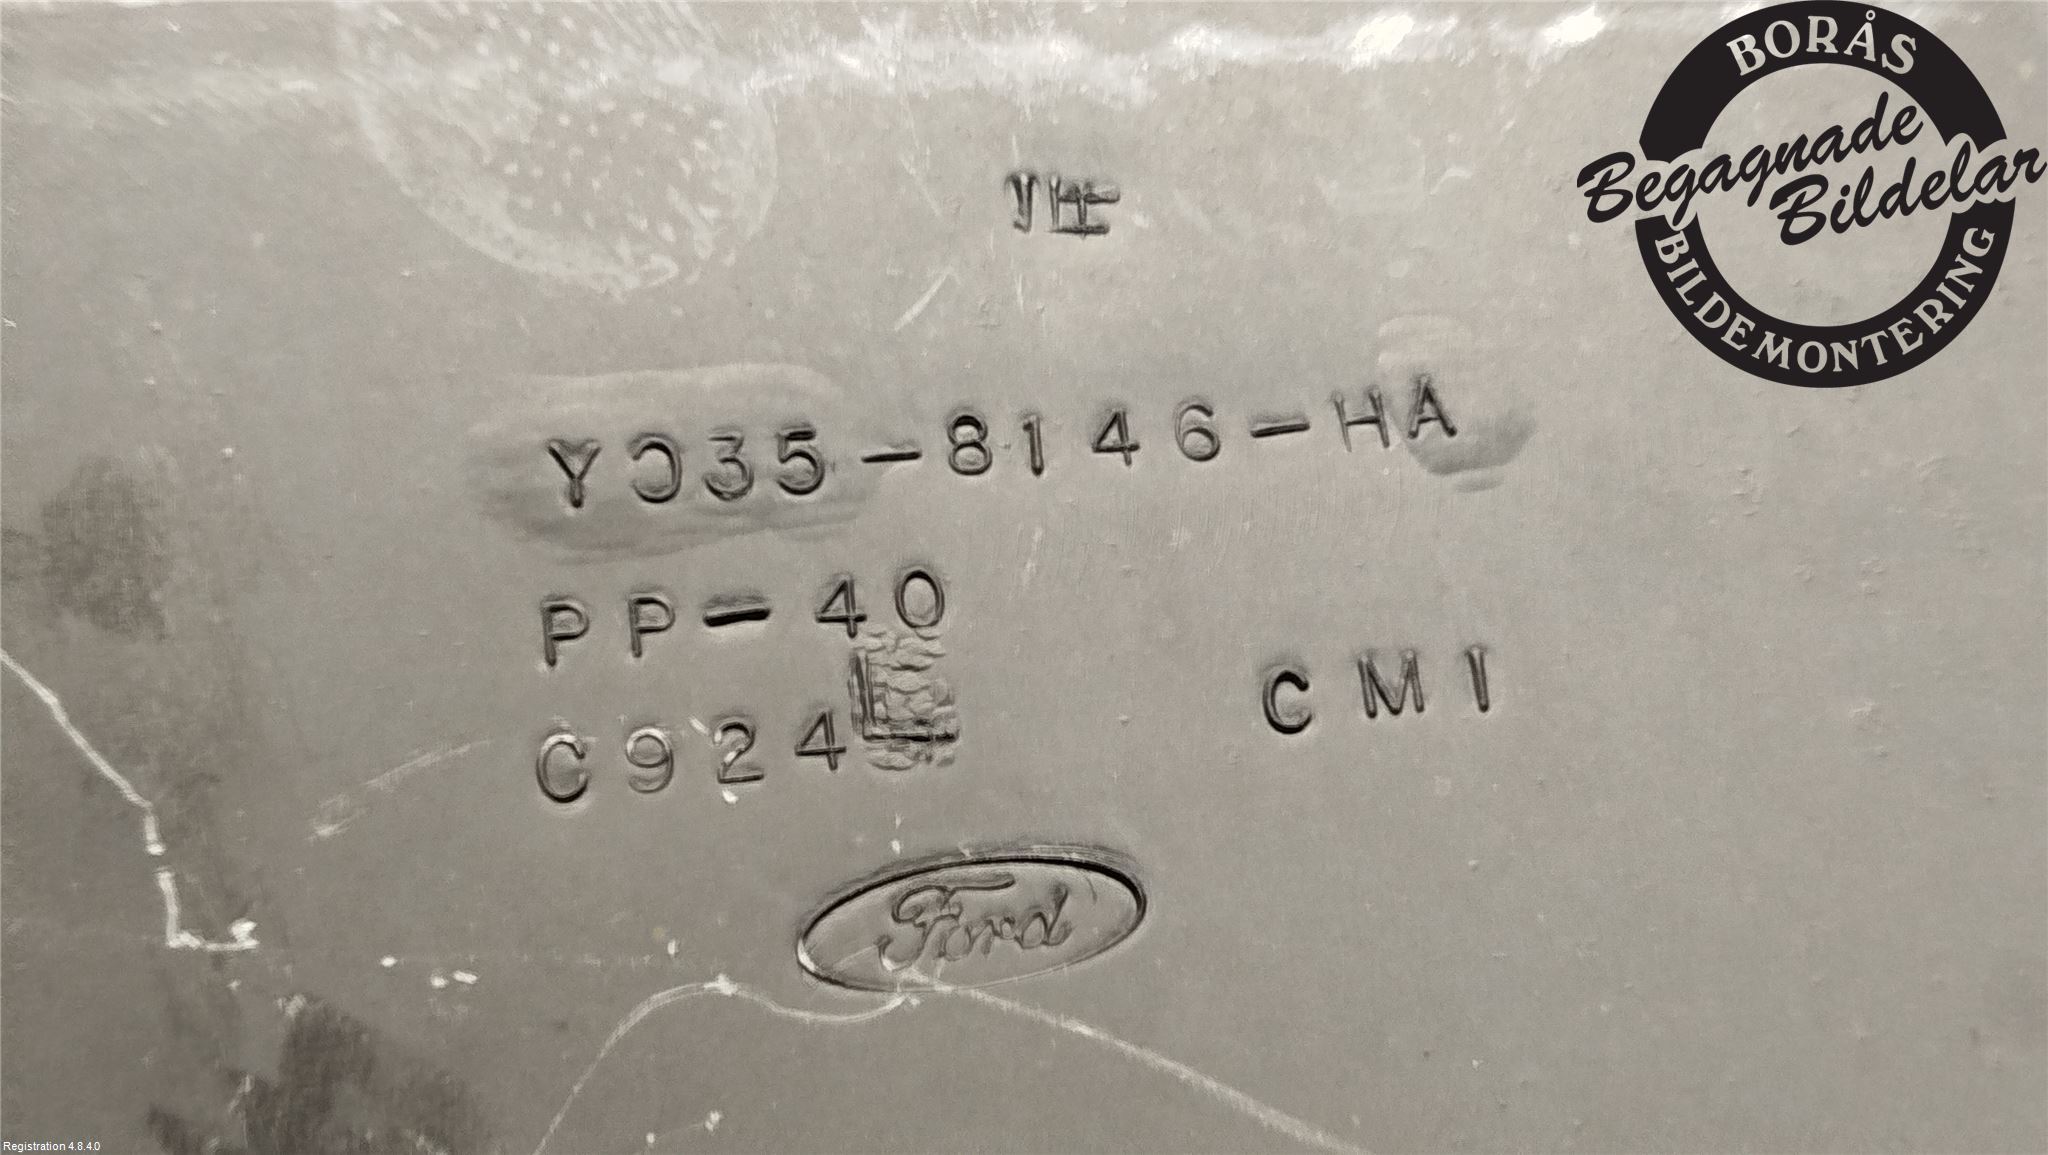 BORÅS
Begagnade
Bildelar
BILDEMONTERING
YC35-8146-HA
PP-40
C924
CMI
Ford
Registration 4.8.4.0